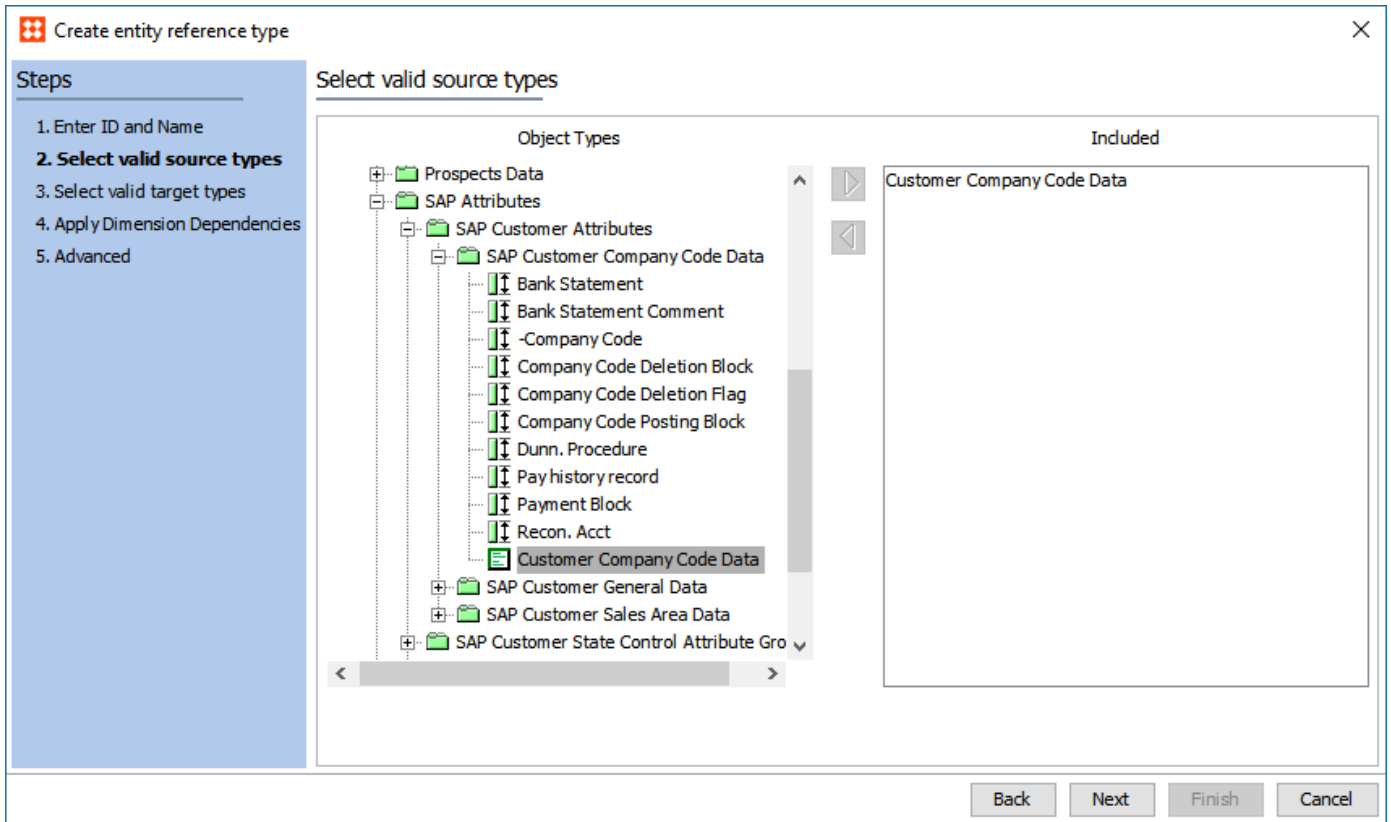 Create entity reference type
Steps
1. Enter ID and Name
2. Select valid source types
3. Select valid target types
4. Apply Dimension Dependencies
5. Advanced
Select valid source types
Object Types
Prospects Data
SAP Attributes
SAP Customer Attributes
SAP Customer Company Code Data
Bank Statement
Bank Statement Comment
-Company Code
Company Code Deletion Block
Company Code Deletion Flag
Company Code Posting Block
Dunn. Procedure
Pay history record
Payment Block
Recon. Acct
Customer Company Code Data
SAP Customer General Data
SAP Customer Sales Area Data
SAP Customer State Control Attribute Gro
Included
Customer Company Code Data
Back Next Finish Cancel